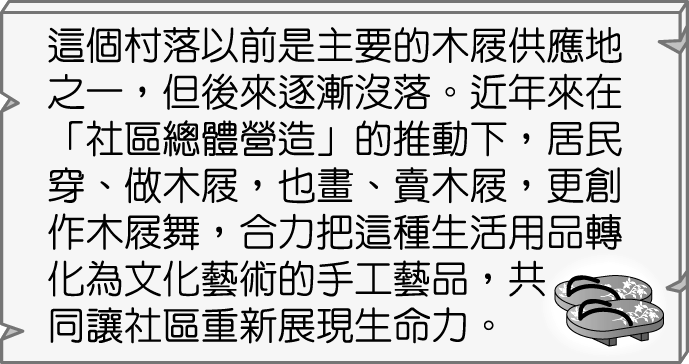 這個村落以前是主要的木屐供應地
之一，但後來逐漸沒落。近年來在
「社區總體營造」的推動下，居民
穿、做木屐，也畫、賣木屐，更創
作木屐舞，合力把這種生活用品轉
化為文化藝術的手工藝品，共
同讓社區重新展現生命力。